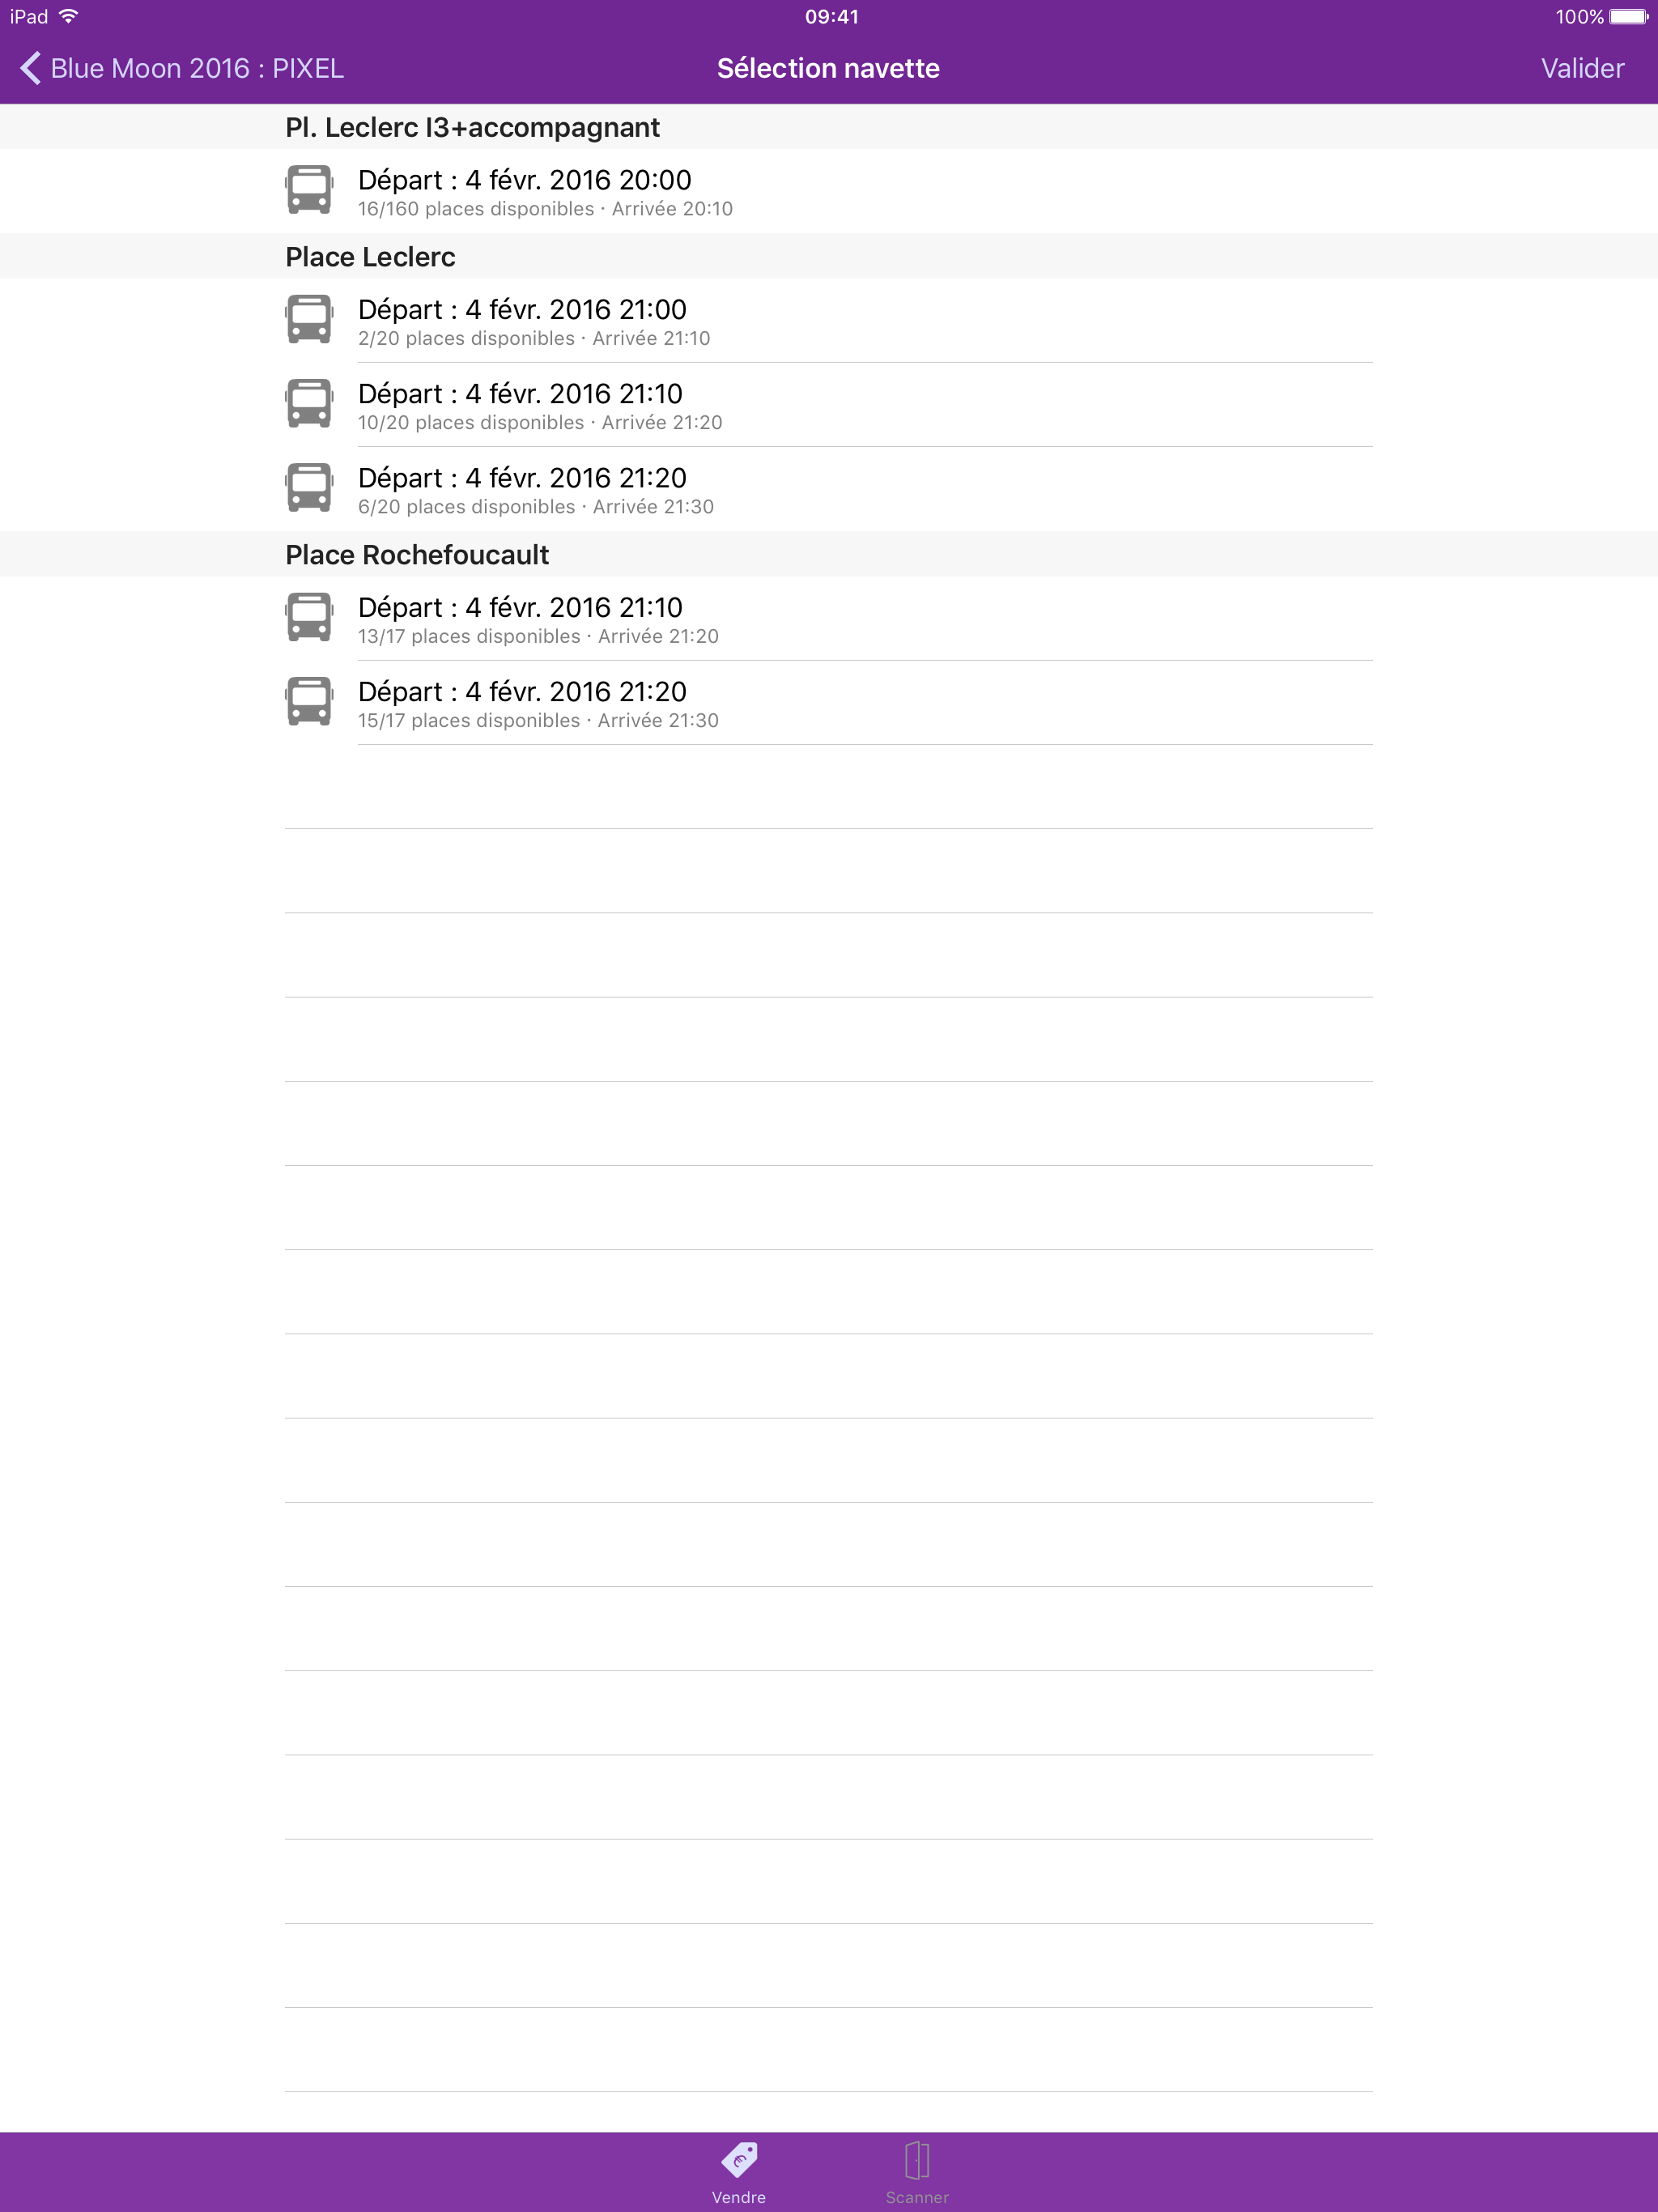 iPad 09:41 100%
Blue Moon 2016 : PIXEL Sélection navette Valider
Pl. Leclerc I3+accompagnant
Départ : 4 févr. 2016 20:00
16/160 places disponibles · Arrivée 20:10
Place Leclerc
Départ : 4 févr. 2016 21:00
2/20 places disponibles · Arrivée 21:10
Départ : 4 févr. 2016 21:10
10/20 places disponibles · Arrivée 21:20
Départ : 4 févr. 2016 21:20
6/20 places disponibles · Arrivée 21:30
Place Rochefoucault
Départ : 4 févr. 2016 21:10
13/17 places disponibles · Arrivée 21:20
Départ : 4 févr. 2016 21:20
15/17 places disponibles · Arrivée 21:30
Vendre Scanner